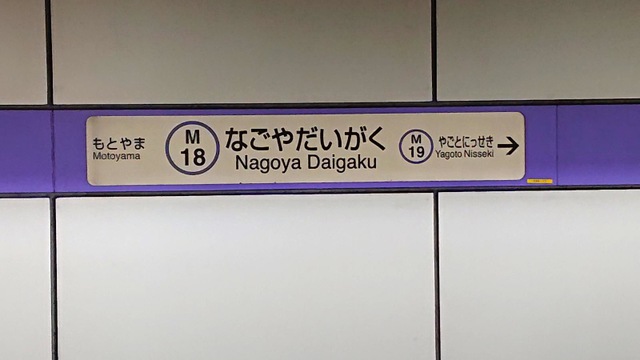 もとやま
Motoyama
M
18
なごやだいがく
Nagoya Daigaku
M
19
やごとにっせき
Yagoto Nisseki
→